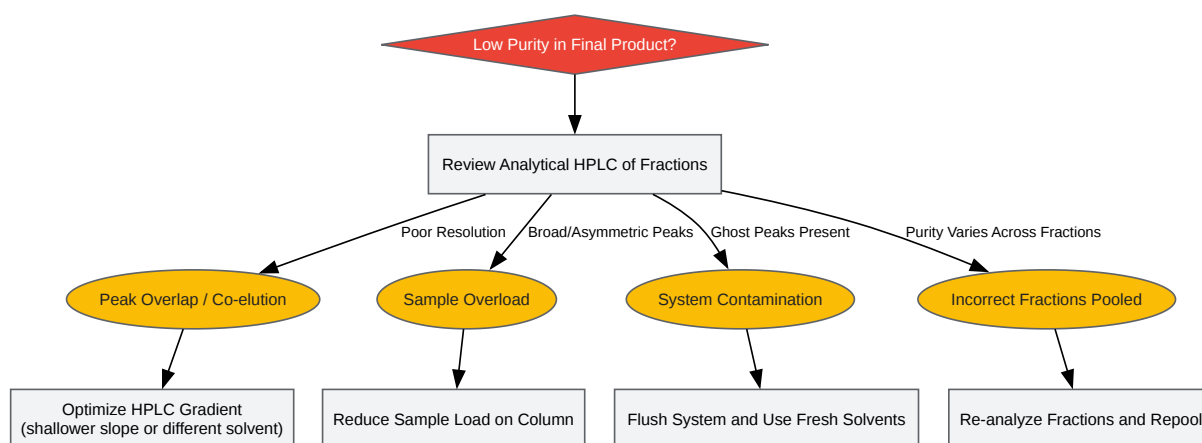 Low Purity in Final Product?
Review Analytical HPLC of Fractions
Poor Resolution
Broad/Asymmetric Peaks
Ghost Peaks Present
Purity Varies Across Fractions
Peak Overlap / Co-elution
Sample Overload
System Contamination
Incorrect Fractions Pooled
Optimize HPLC Gradient
(shallower slope or different solvent)
Reduce Sample Load on Column
Flush System and Use Fresh Solvents
Re-analyze Fractions and Repool